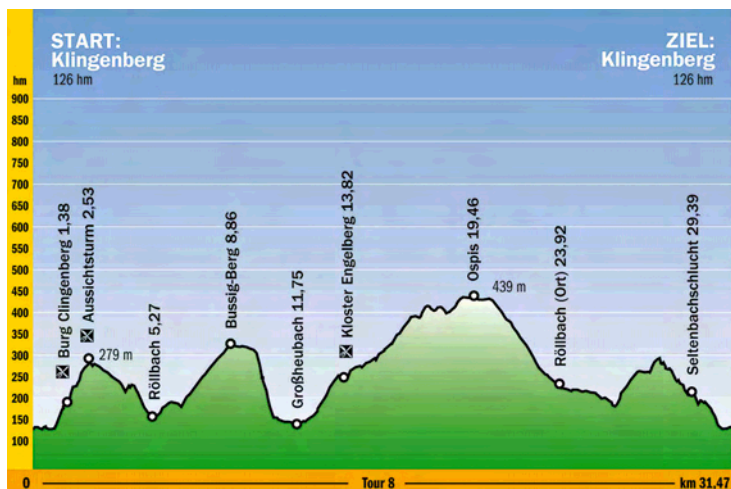 START:
Klingenberg
126 hm
ZIEL:
Klingenberg
126 hm
hm
900
850
800
750
700
650
600
550
500
450
400
350
300
250
200
150
100
Burg Clingenberg 1,38
Aussichtsturm 2,53
279 m
Röllbach 5,27
Bussig-Berg 8,86
Großheubach 11,75
Kloster Engelberg 13,82
Ospis 19,46
439 m
Röllbach (Ort) 23,92
Seltenbachschlucht 29,39
0
Tour 8
km 31,47